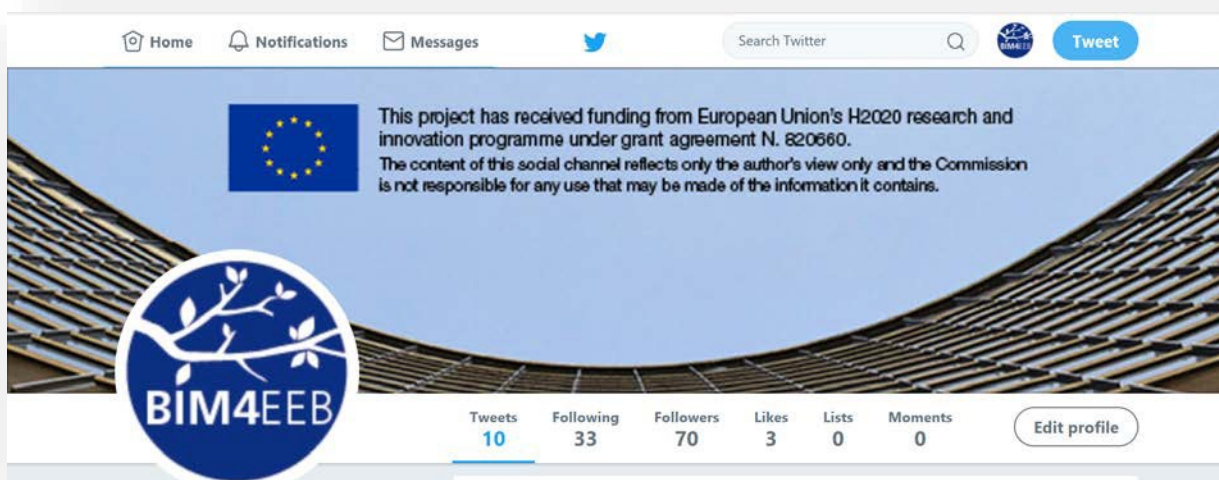 Home Notifications Messages Search Twitter BIM4EEB Tweet
This project has received funding from European Union's H2020 research and
innovation programme under grant agreement N. 820660.
The content of this social channel reflects only the author's view only and the Commission
is not responsible for any use that may be made of the information it contains.
BIM4EEB
Tweets Following Followers Likes Lists Moments
10 33 70 3 0 0 Edit profile